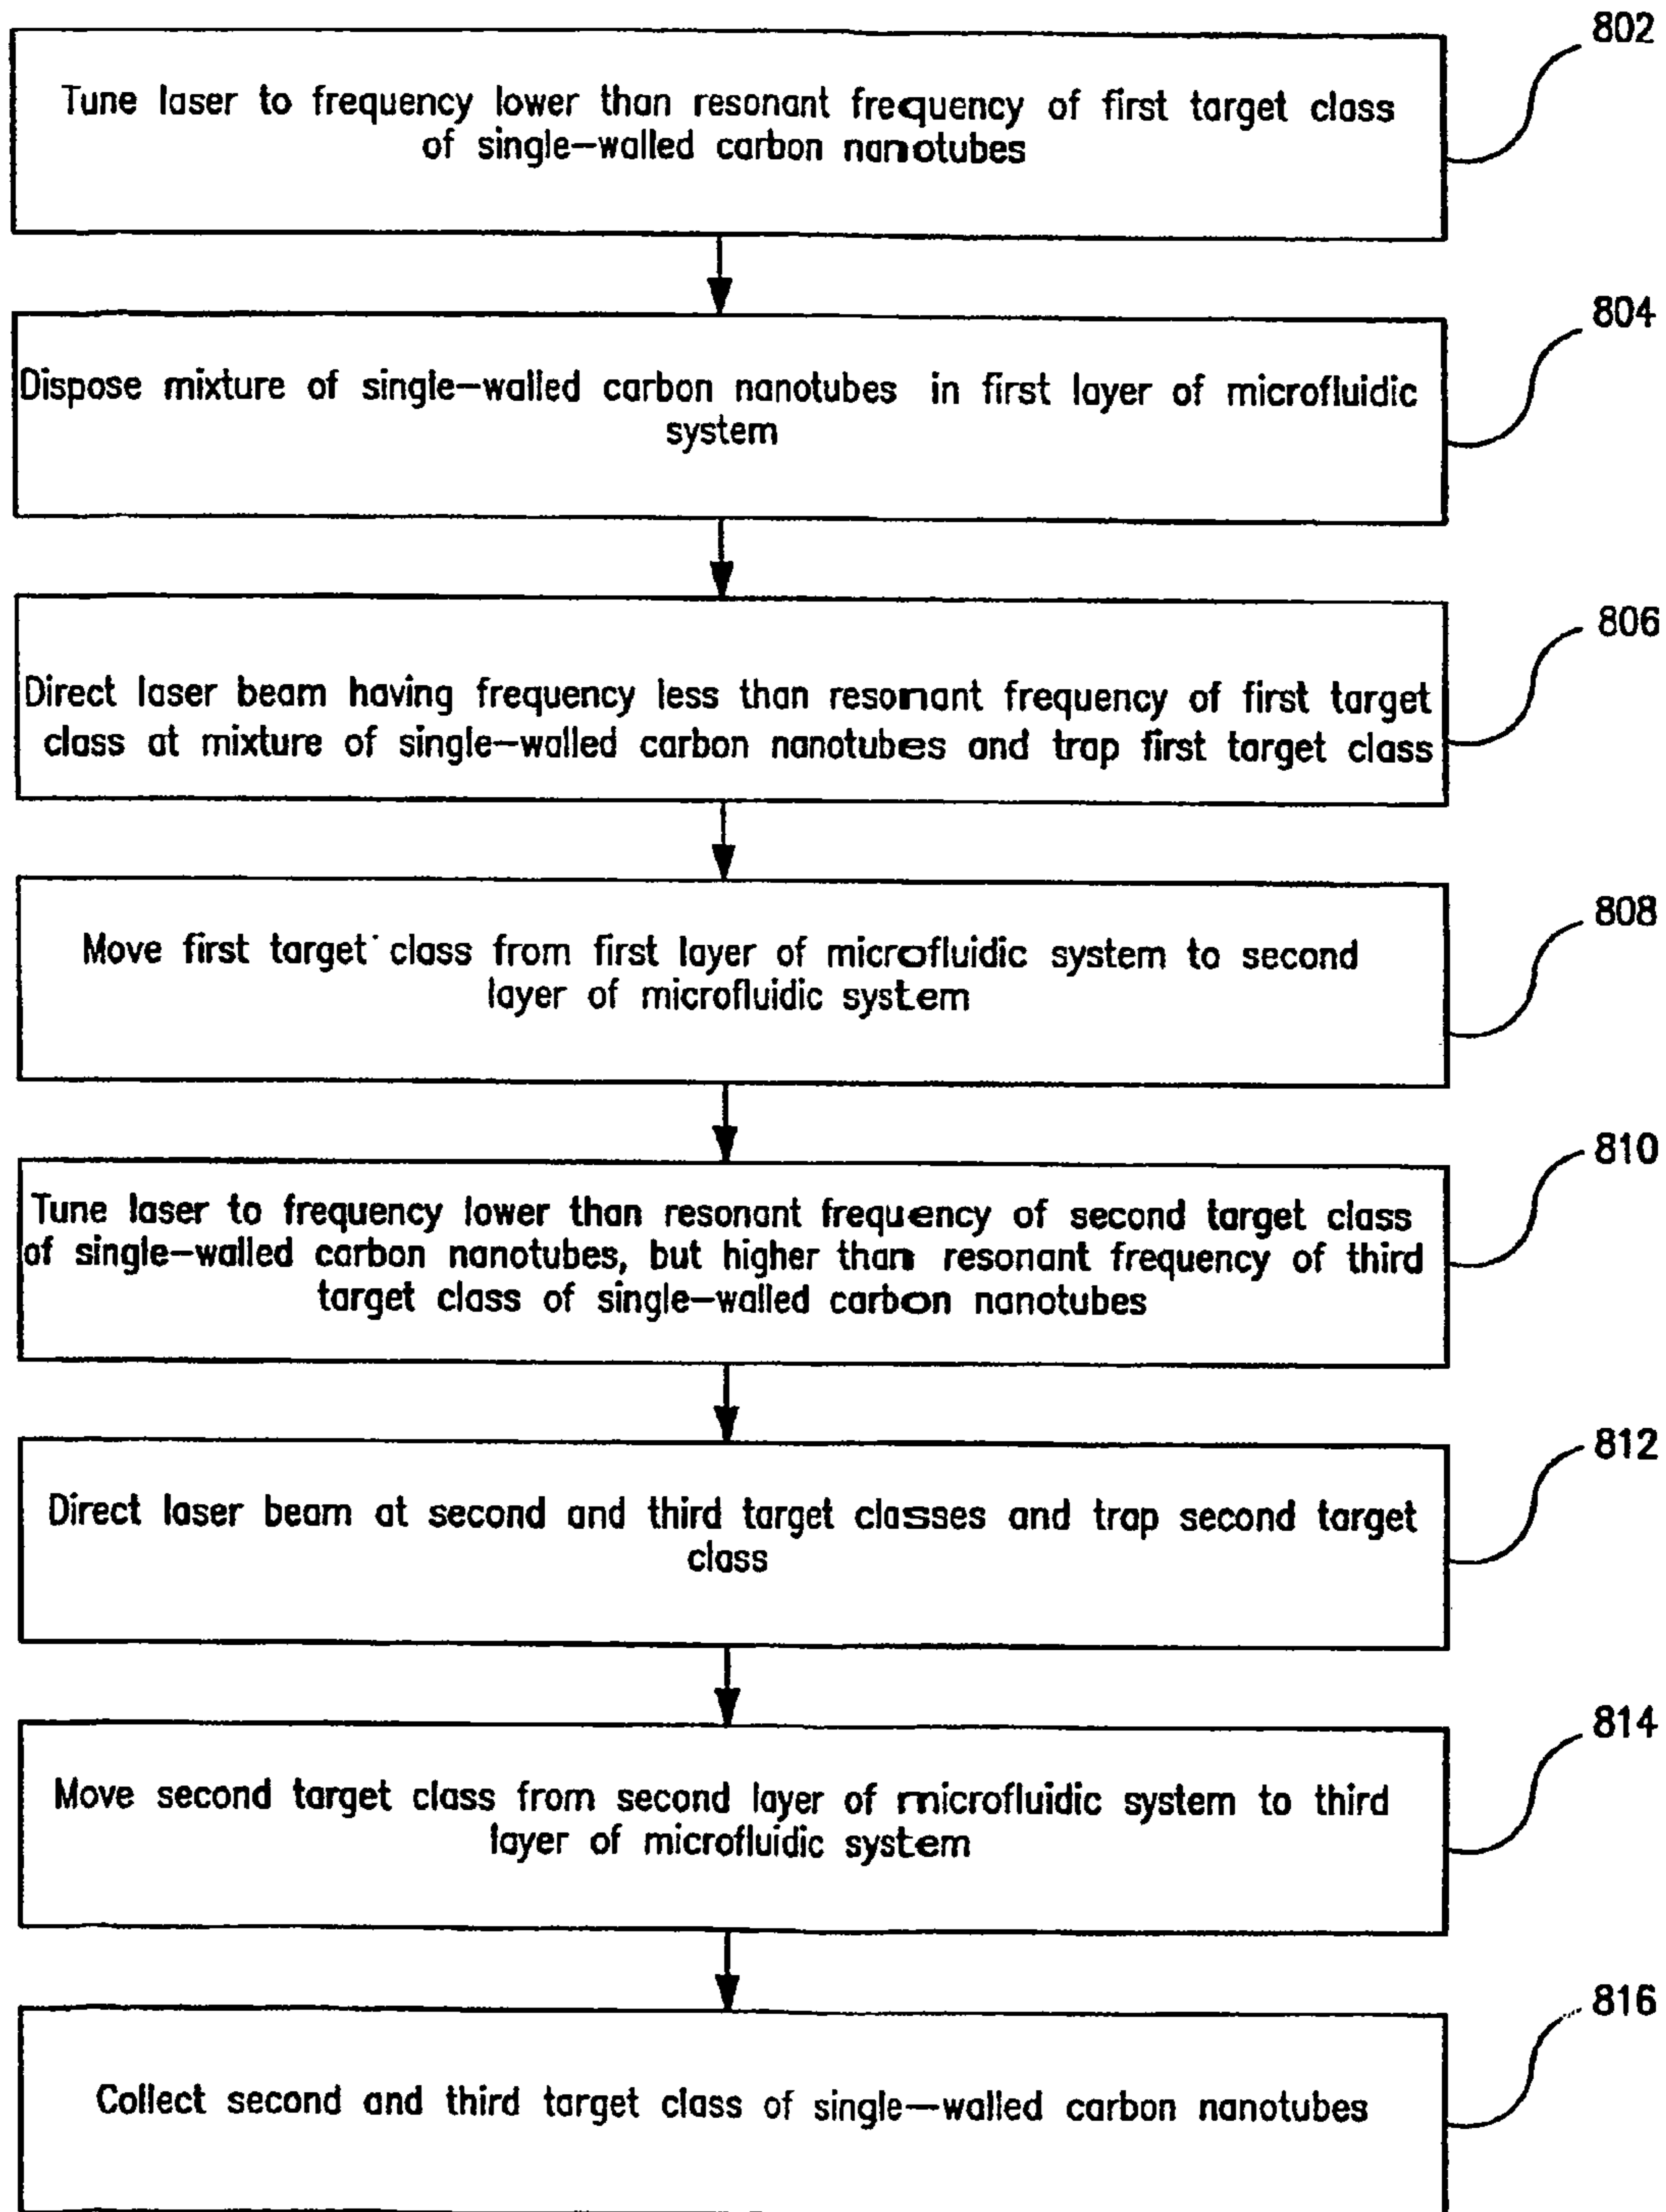 802
Tune laser to frequency lower than resonant frequency of first target class
of single-walled carbon nanotubes
804
Dispose mixture of single-walled carbon nanotubes in first layer of microfluidic
system
806
Direct laser beam having frequency less than resonant frequency of first target
class at mixture of single-walled carbon nanotubes and trap first target class
808
Move first target class from first layer of microfluidic system to second
layer of microfluidic system
810
Tune laser to frequency lower than resonant frequency of second target class
of single-walled carbon nanotubes, but higher than resonant frequency of third
target class of single-walled carbon nanotubes
812
Direct laser beam at second and third target classes and trap second target
class
814
Move second target class from second layer of microfluidic system to third
layer of microfluidic system
816
Collect second and third target class of single-walled carbon nanotubes